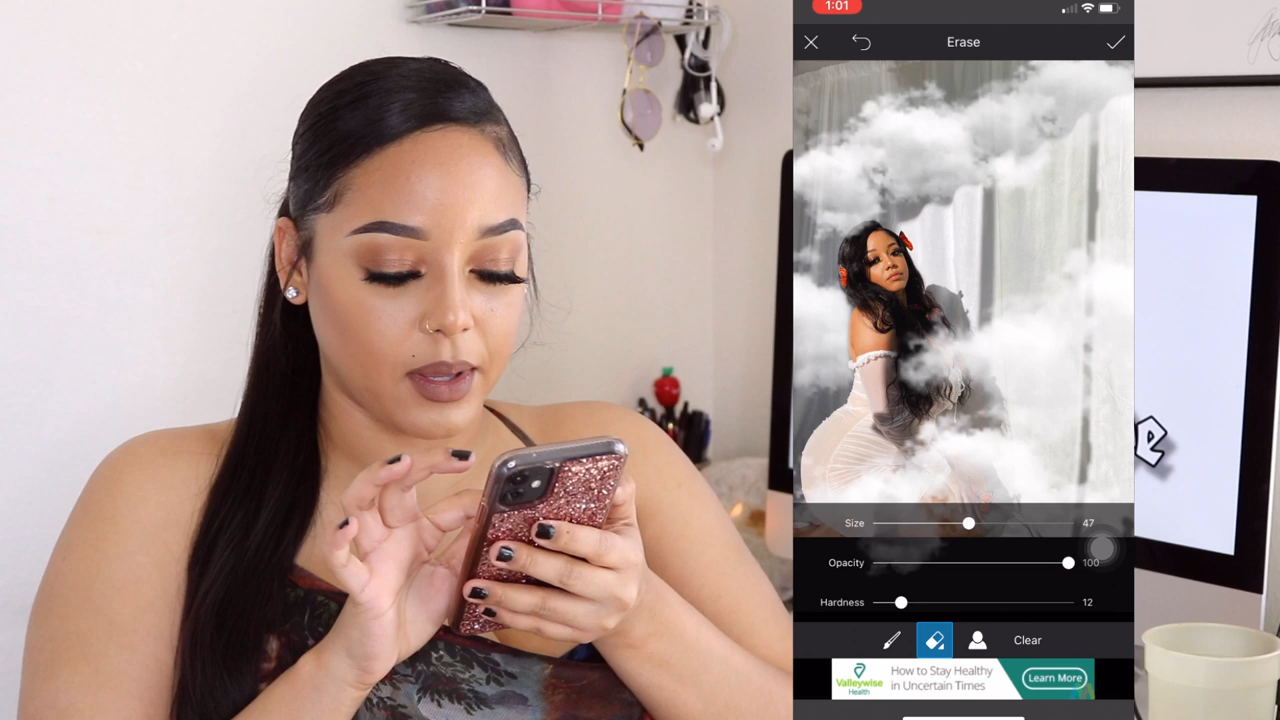 1:01
Erase
Size
47
Opacity
100
Hardness
12
Clear
Valleywise
Health
How to Stay Healthy
in Uncertain Times
Learn More
e